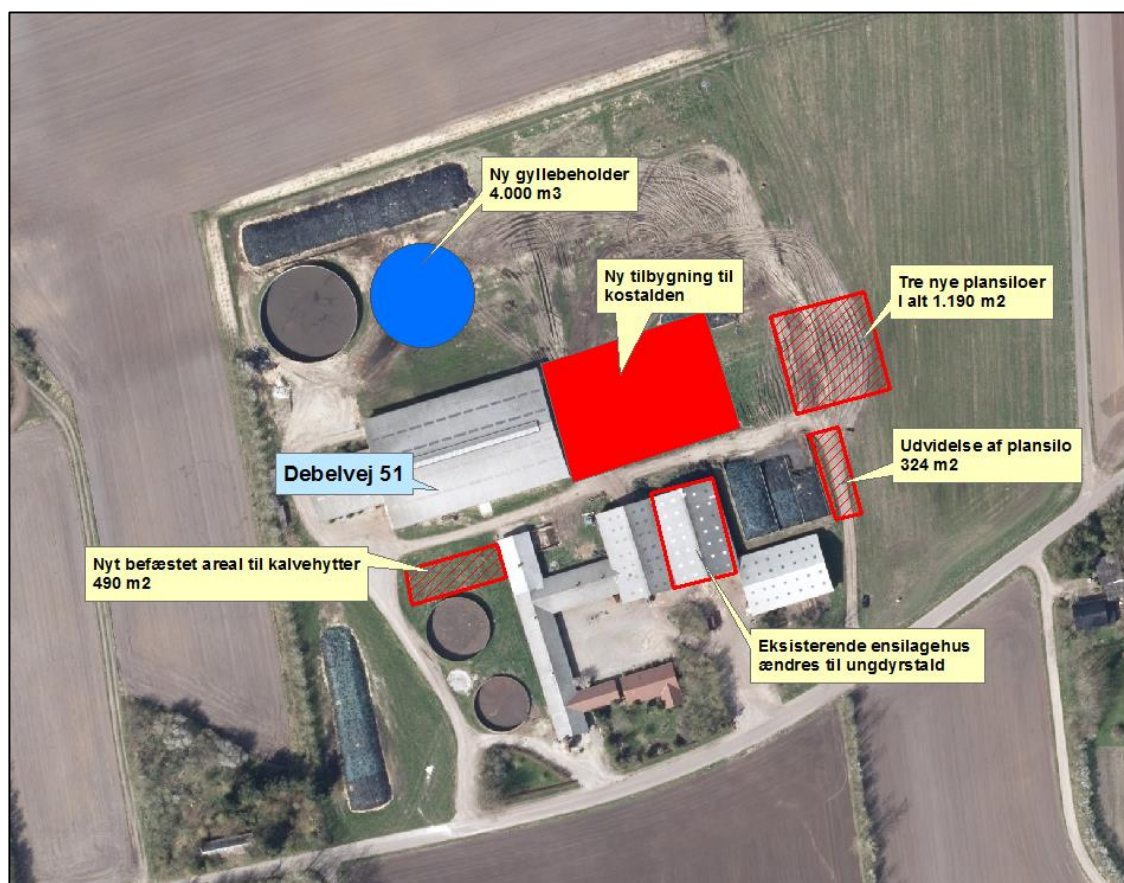 Ny gyllebeholder
4.000 m3
Ny tilbygning til
kostalden
Tre nye plansiloer
I alt 1.190 m2
Udvidelse af plansilo
324 m2
Debelvej 51
Nyt befæstet areal til kalvehytter
490 m2
Eksisterende ensilagehus
ændres til ungdyrstald